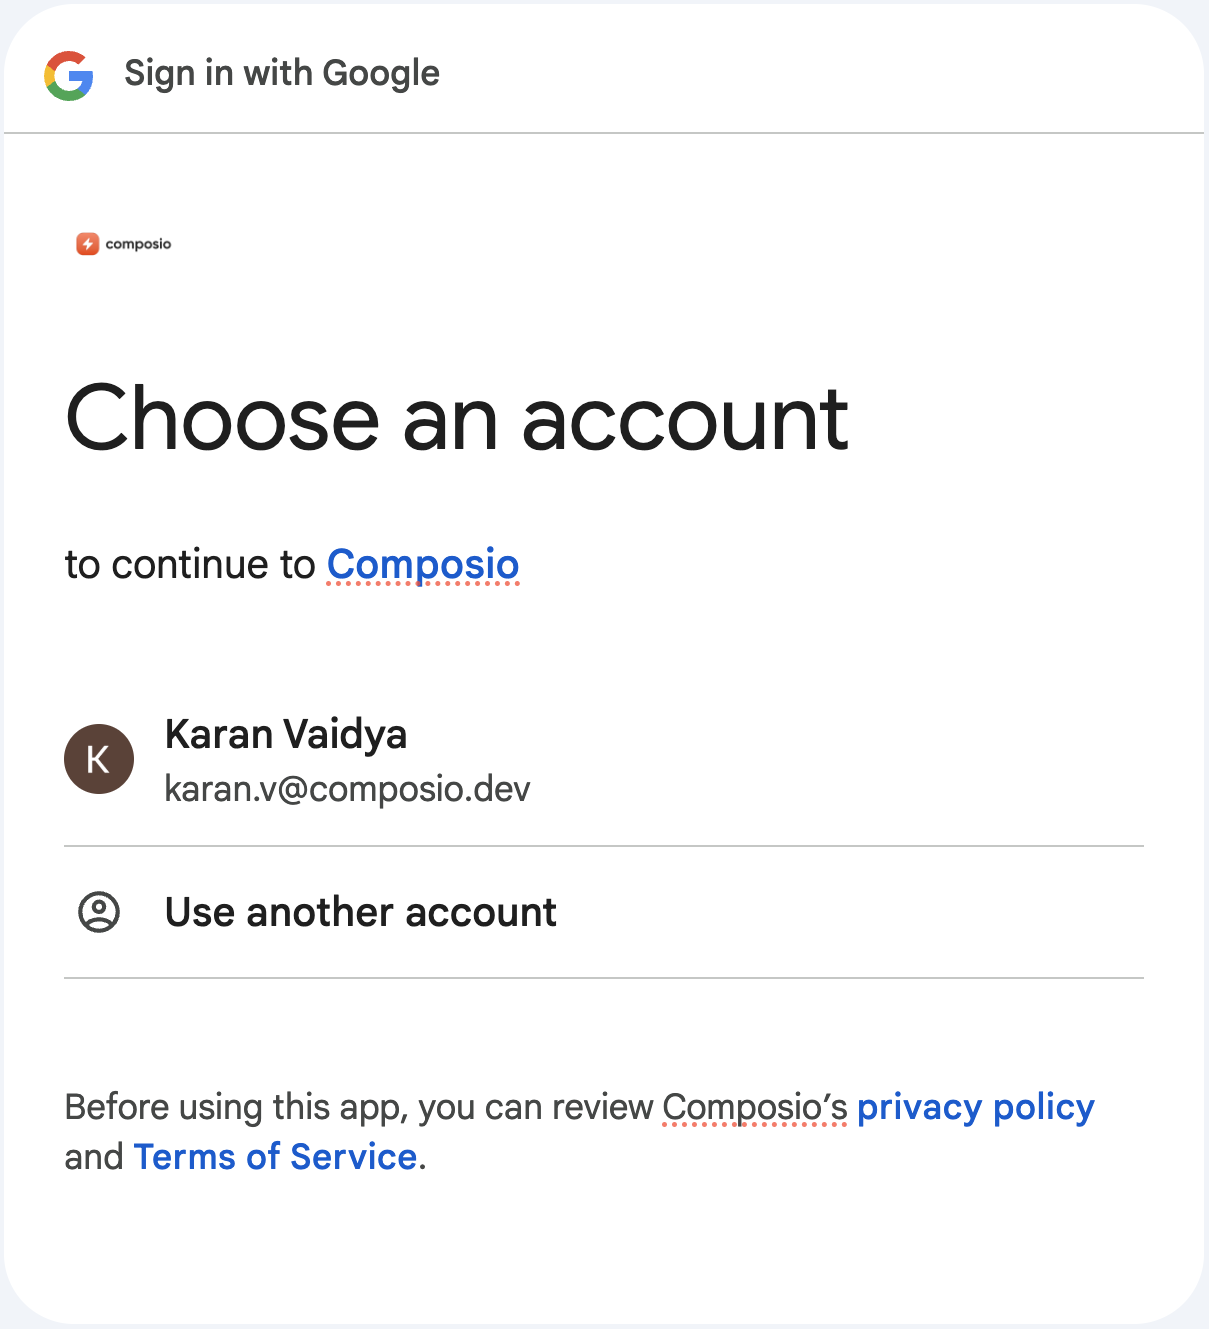 Sign in with Google
composio
Choose an account
to continue to Composio
K
Karan Vaidya
karan.v@composio.dev
Use another account
Before using this app, you can review Composio’s privacy policy
and Terms of Service.